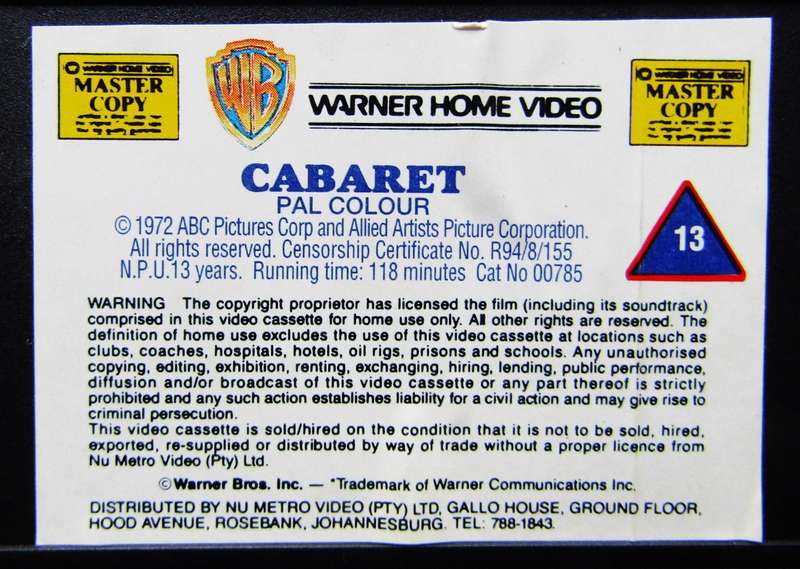 WARNER HOME VIDEO
MASTER
COPY
WB
WARNER HOME VIDEO
WARNER HOME VIDEO
MASTER
COPY
CABARET
PAL COLOUR
© 1972 ABC Pictures Corp and Allied Artists Picture Corporation.
All rights reserved. Censorship Certificate No. R94/8/155
N.P.U.13 years. Running time: 118 minutes Cat No 00785
13
WARNING The copyright proprietor has licensed the film (including its soundtrack)
comprised in this video cassette for home use only. All other rights are reserved. The
definition of home use excludes the use of this video cassette at locations such as
clubs, coaches, hospitals, hotels, oil rigs, prisons and schools. Any unauthorised
copying, editing, exhibition, renting, exchanging, hiring, lending, public performance,
diffusion and/or broadcast of this video cassette or any part thereof is strictly
prohibited and any such action establishes liability for a civil action and may give rise to
criminal persecution.
This video cassette is sold/hired on the condition that it is not to be sold, hired,
exported, re-supplied or distributed by way of trade without a proper licence from
Nu Metro Video (Pty) Ltd.
©Warner Bros. Inc. — *Trademark of Warner Communications Inc.
DISTRIBUTED BY NU METRO VIDEO (PTY) LTD, GALLO HOUSE, GROUND FLOOR,
HOOD AVENUE, ROSEBANK, JOHANNESBURG. TEL: 788-1843.